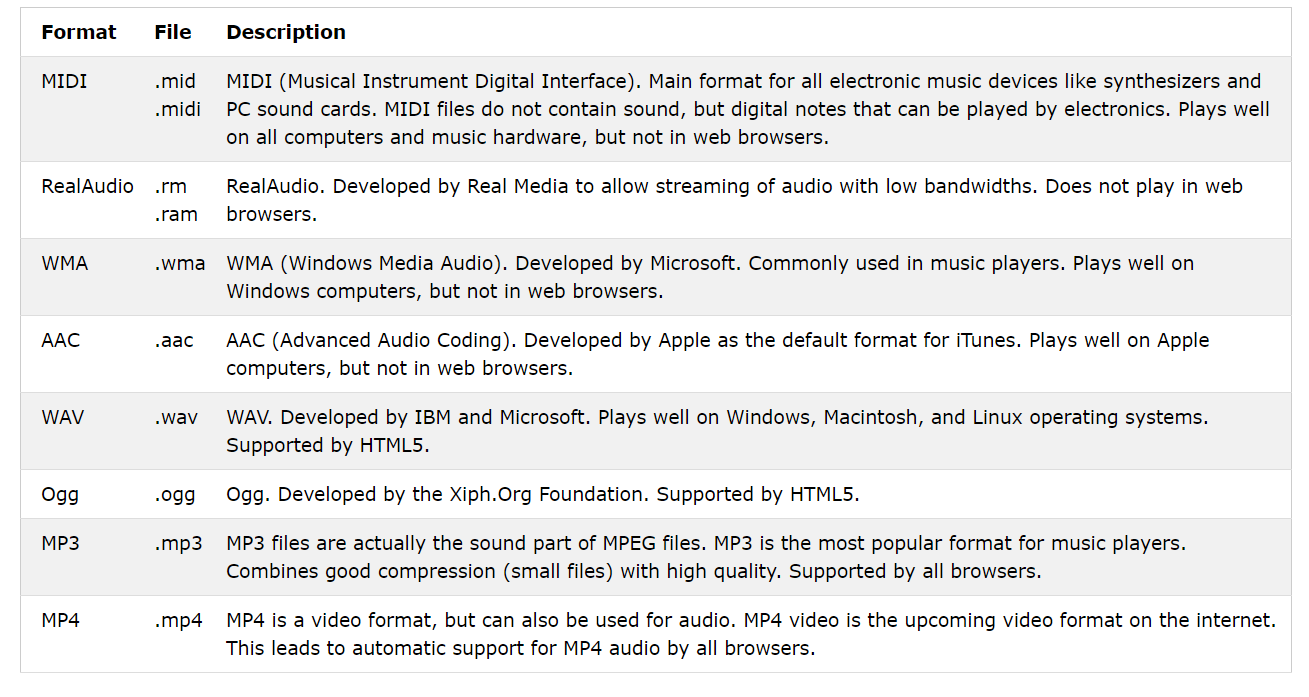 Format File Description
MIDI .mid MIDI (Musical Instrument Digital Interface). Main format for all electronic music devices like synthesizers and
.midi PC sound cards. MIDI files do not contain sound, but digital notes that can be played by electronics. Plays well
on all computers and music hardware, but not in web browsers.
RealAudio .rm RealAudio. Developed by Real Media to allow streaming of audio with low bandwidths. Does not play in web
.ram browsers.
WMA .wma WMA (Windows Media Audio). Developed by Microsoft. Commonly used in music players. Plays well on
Windows computers, but not in web browsers.
AAC .aac AAC (Advanced Audio Coding). Developed by Apple as the default format for iTunes. Plays well on Apple
computers, but not in web browsers.
WAV .wav WAV. Developed by IBM and Microsoft. Plays well on Windows, Macintosh, and Linux operating systems.
Supported by HTML5.
Ogg .ogg Ogg. Developed by the Xiph.Org Foundation. Supported by HTML5.
MP3 .mp3 MP3 files are actually the sound part of MPEG files. MP3 is the most popular format for music players.
Combines good compression (small files) with high quality. Supported by all browsers.
MP4 .mp4 MP4 is a video format, but can also be used for audio. MP4 video is the upcoming video format on the internet.
This leads to automatic support for MP4 audio by all browsers.